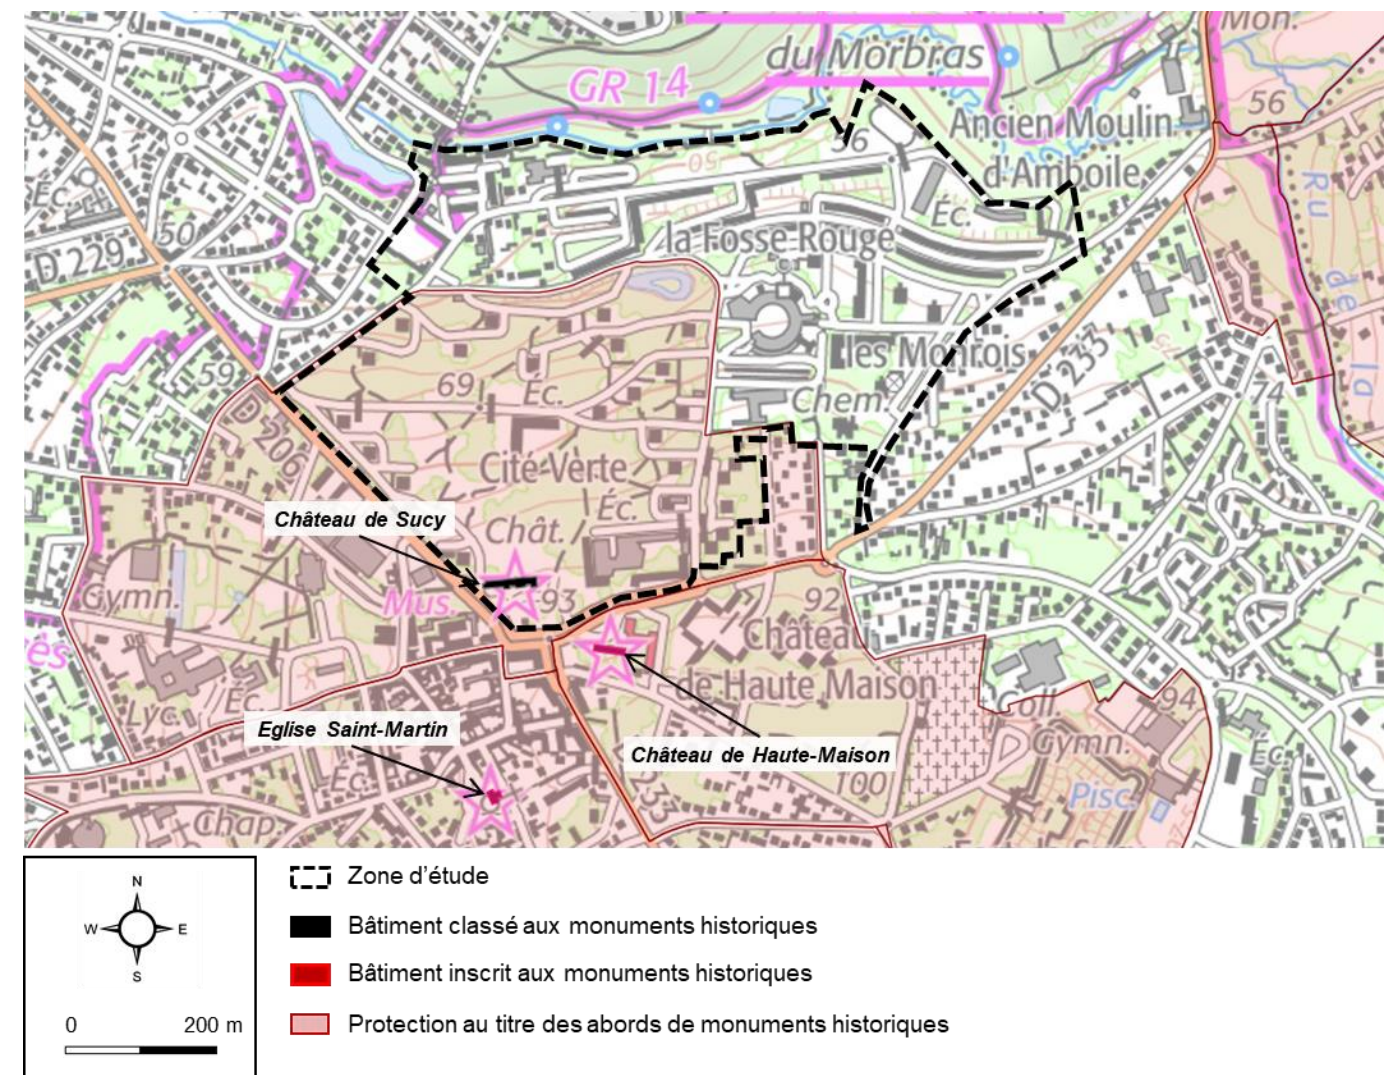 Mon.
du Morbras
GR 14
56
Ancien Moulin
56
d'Amboile
Éc.
Éc.
50
Ru
50
la Fosse Rouge
D 229
de
la
les Monrois
D 233
59
69
Éc.
74
Chem.
D 206
Cité Verte
Éc.
Château de Sucy
Chât.
Gymn.
Mus.
93
92
Château
de Haute Maison
Coll.
94
Lyc.
Éc.
Eglise Saint-Martin
Château de Haute-Maison
Gymn.
Éc.
Éc.
100
Pisc.
Chap.
N
W
E
S
0
200 m
Zone d'étude
Bâtiment classé aux monuments historiques
Bâtiment inscrit aux monuments historiques
Protection au titre des abords de monuments historiques